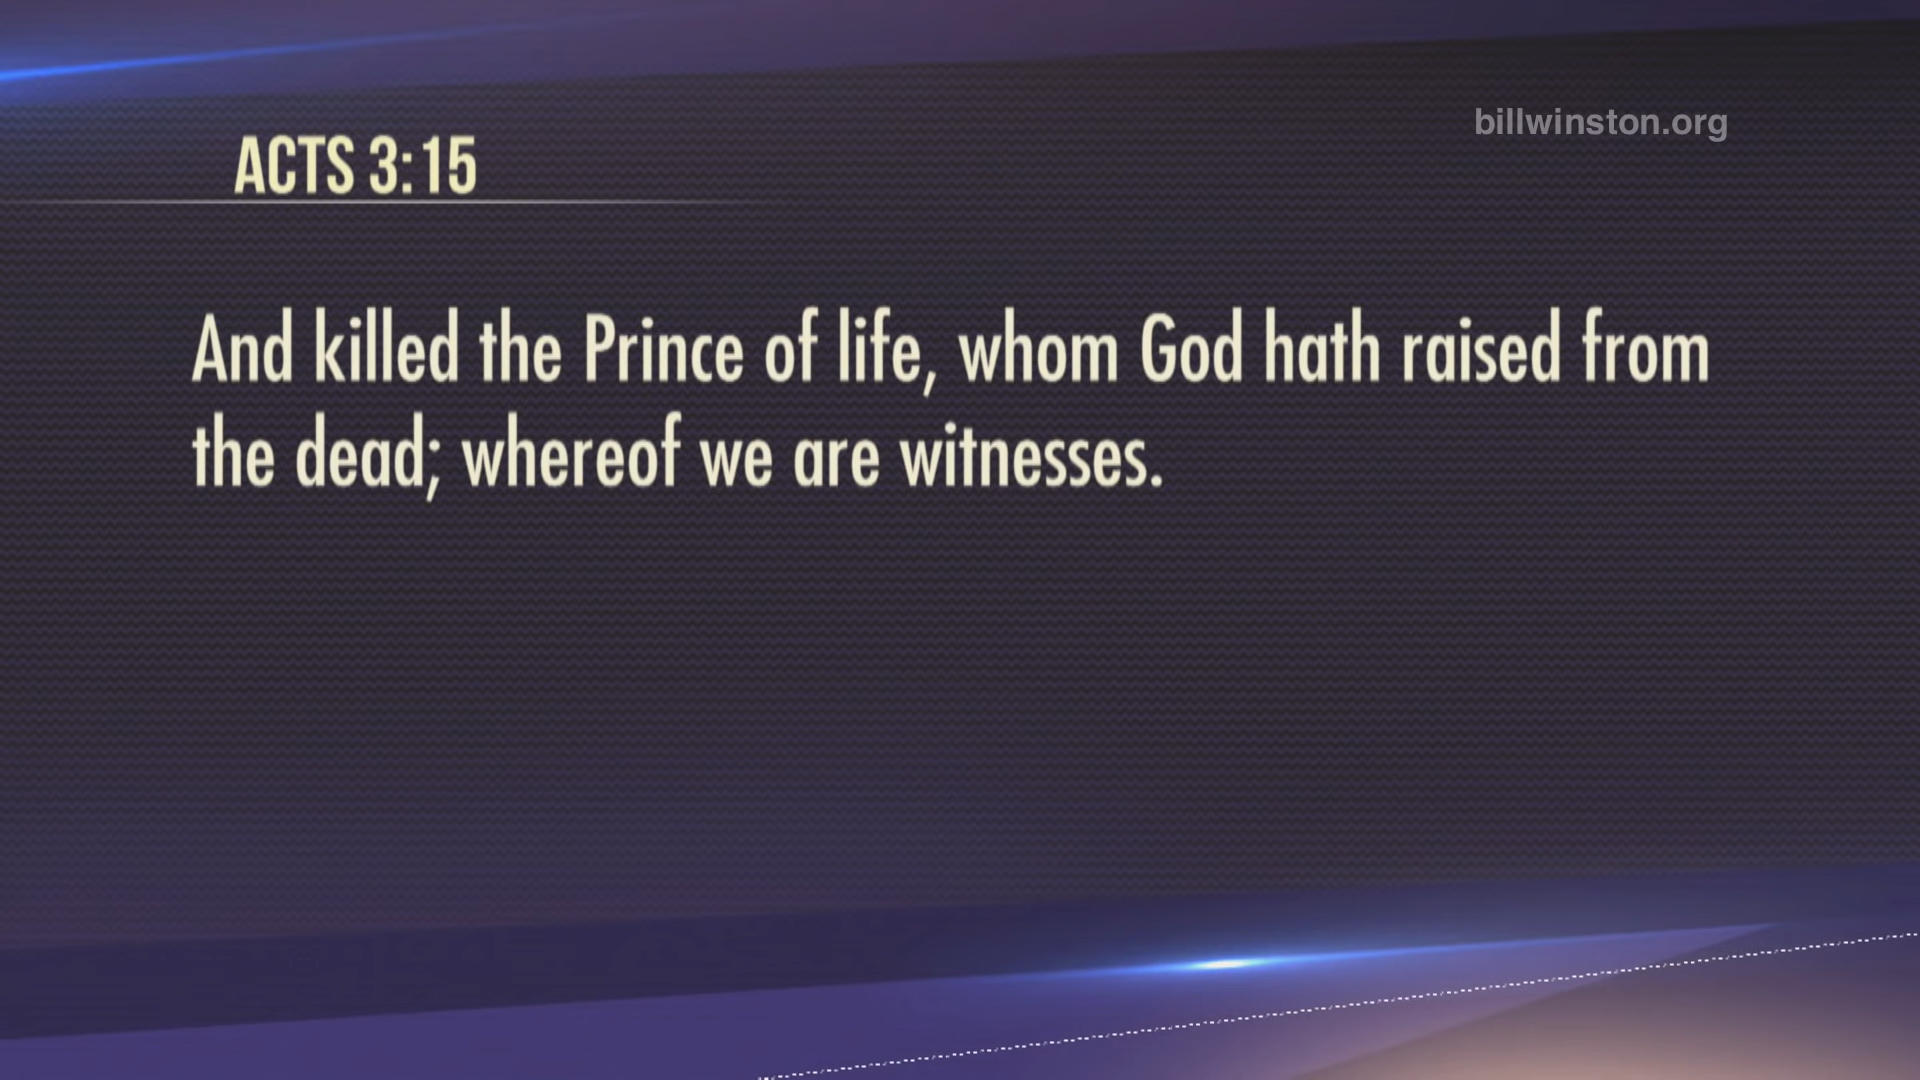 billwinston.org
ACTS 3:15
And killed the Prince of life, whom God hath raised from
the dead; whereof we are witnesses.